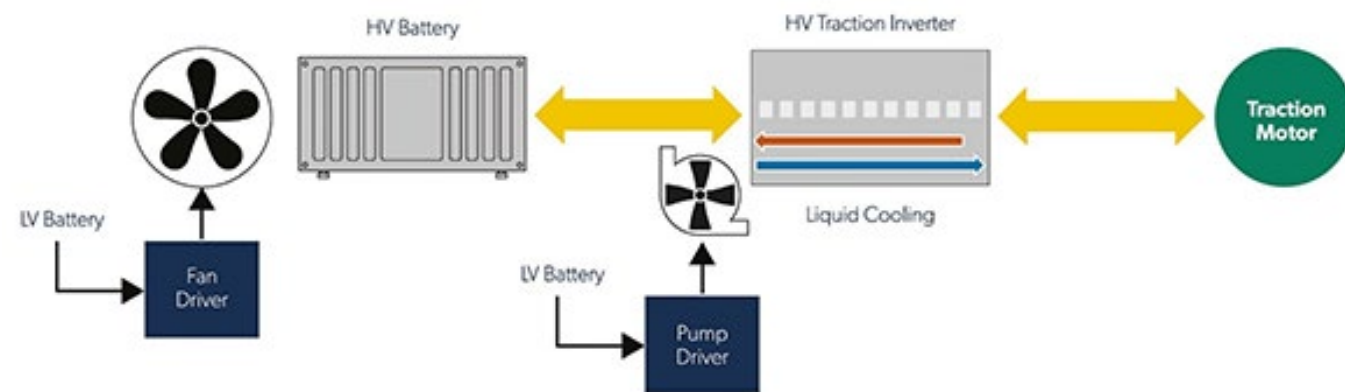 HV Battery
HV Traction Inverter
Traction
Motor
LV Battery
Fan
Driver
Liquid Cooling
LV Battery
Pump
Driver